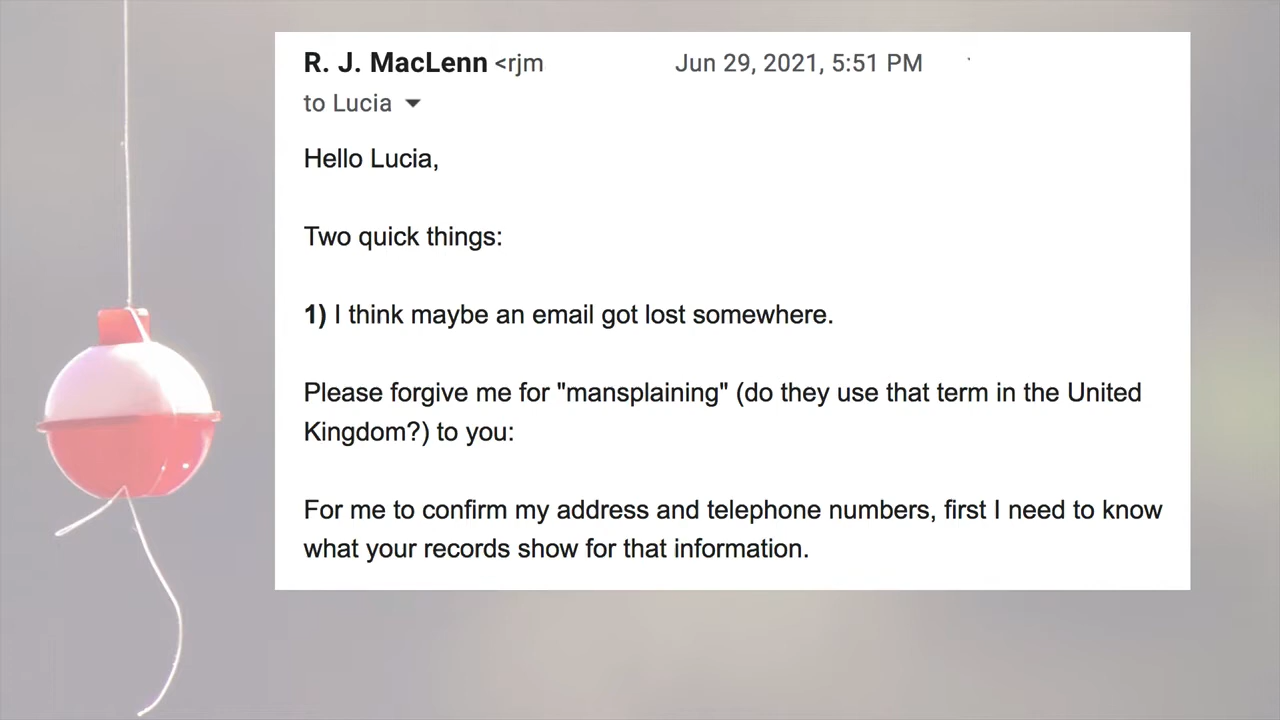 R. J. MacLenn <rjm Jun 29, 2021, 5:51 PM
to Lucia
Hello Lucia,
Two quick things:
1) I think maybe an email got lost somewhere.
Please forgive me for "mansplaining" (do they use that term in the United
Kingdom?) to you:
For me to confirm my address and telephone numbers, first I need to know
what your records show for that information.